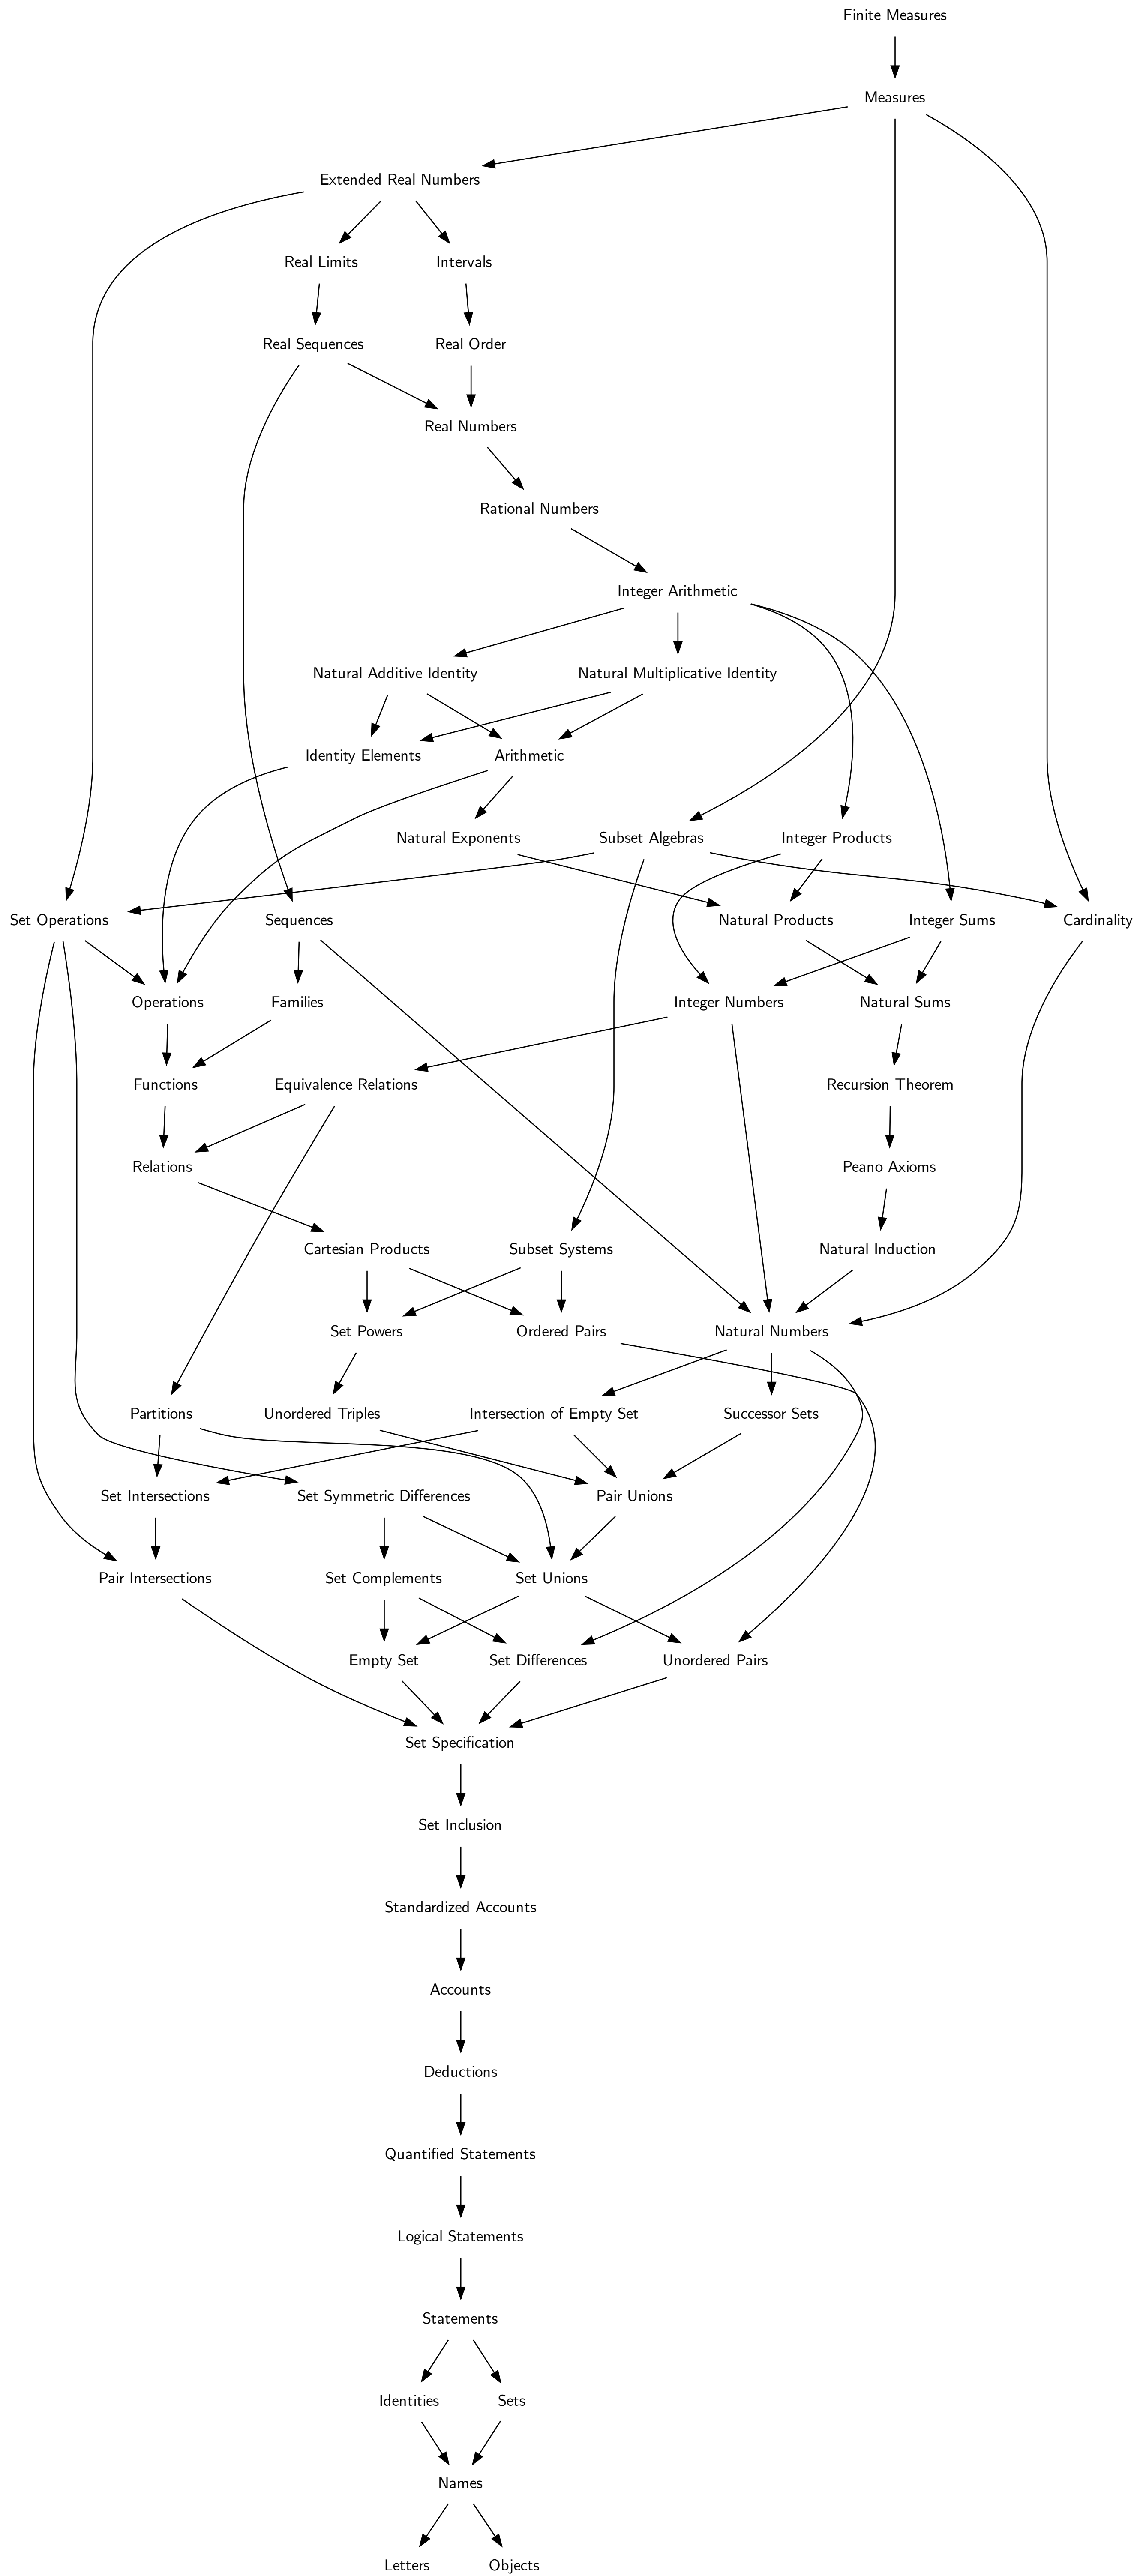 Finite Measures
Measures
Extended Real Numbers
Real Limits
Intervals
Real Sequences
Real Order
Real Numbers
Rational Numbers
Integer Arithmetic
Natural Additive Identity
Natural Multiplicative Identity
Identity Elements
Arithmetic
Natural Exponents
Subset Algebras
Integer Products
Set Operations
Sequences
Natural Products
Integer Sums
Cardinality
Operations
Families
Integer Numbers
Natural Sums
Functions
Equivalence Relations
Recursion Theorem
Relations
Peano Axioms
Cartesian Products
Subset Systems
Natural Induction
Set Powers
Ordered Pairs
Natural Numbers
Partitions
Unordered Triples
Intersection of Empty Set
Successor Sets
Set Intersections
Set Symmetric Differences
Pair Unions
Pair Intersections
Set Complements
Set Unions
Empty Set
Set Differences
Unordered Pairs
Set Specification
Set Inclusion
Standardized Accounts
Accounts
Deductions
Quantified Statements
Logical Statements
Statements
Identities
Sets
Names
Letters
Objects